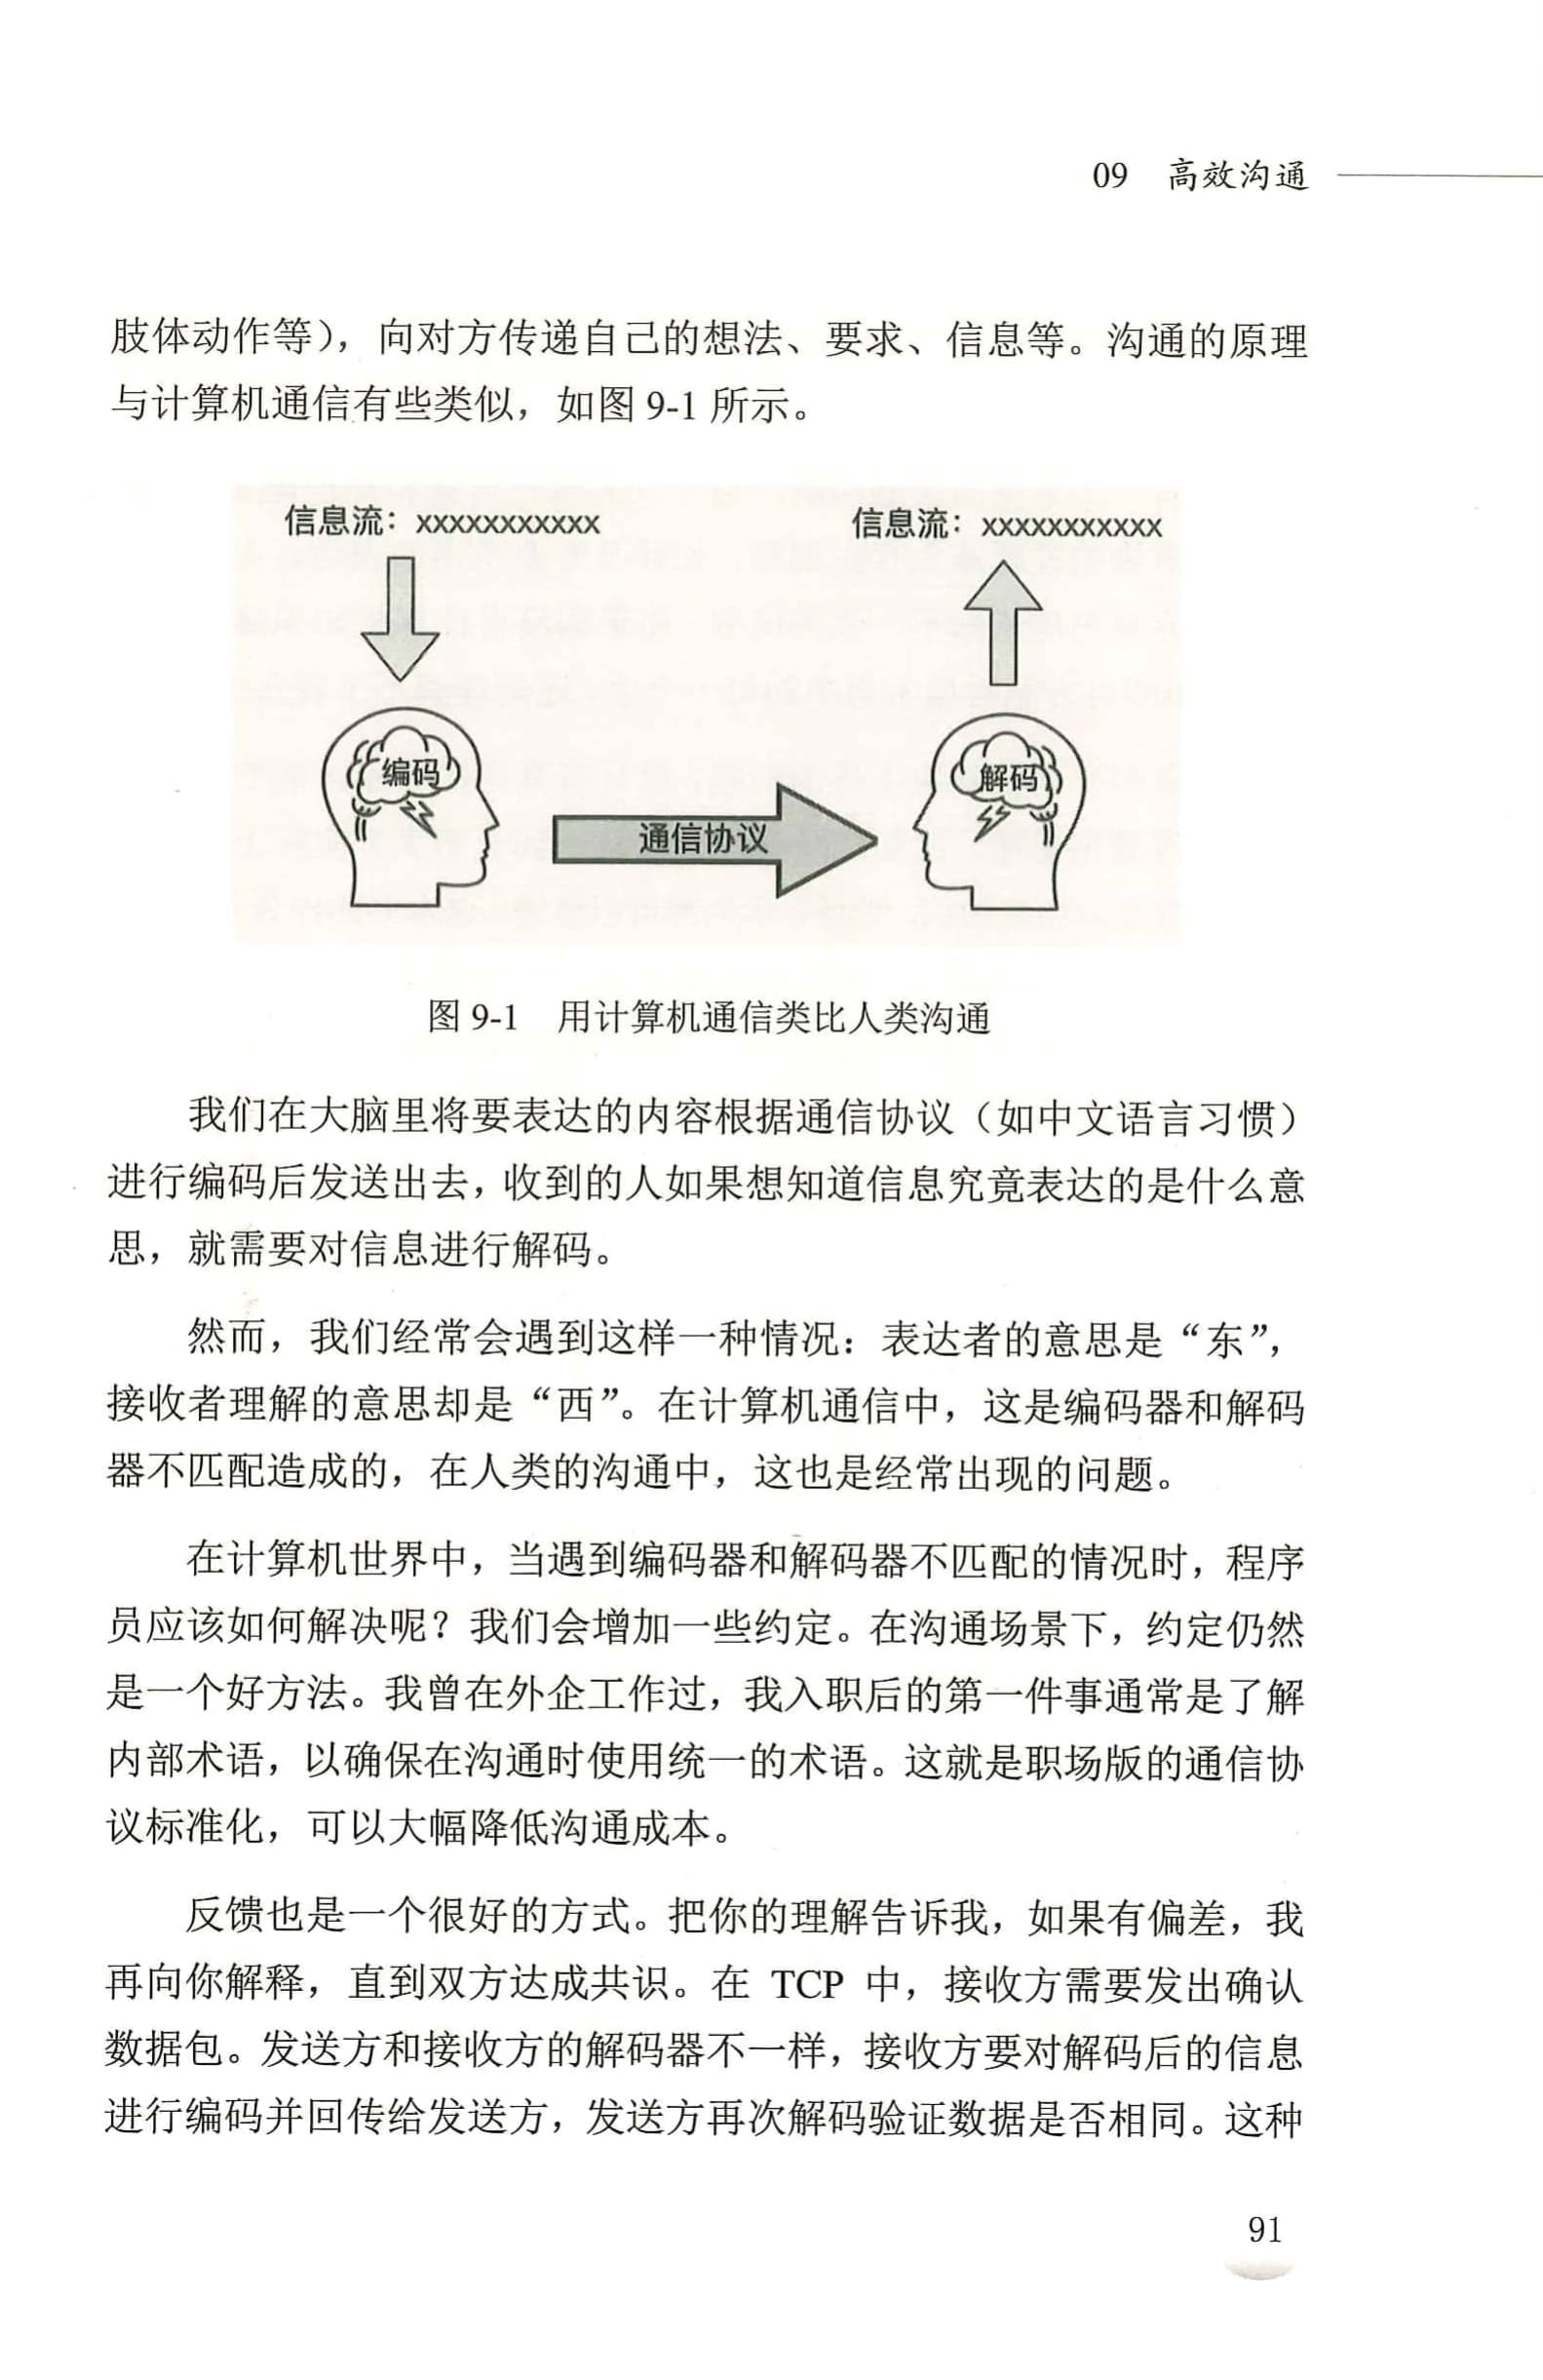 09 高效沟通
肢体动作等），向对方传递自己的想法、要求、信息等。沟通的原理
与计算机通信有些类似，如图 9-1 所示。
信息流：xxxxxxxxxxx
信息流：xxxxxxxxxxx
编码
解码
通信协议
图 9-1 用计算机通信类比人类沟通
我们在大脑里将要表达的内容根据通信协议（如中文语言习惯）
进行编码后发送出去，收到的人如果想知道信息究竟表达的是什么意
思，就需要对信息进行解码。
然而，我们经常会遇到这样一种情况：表达者的意思是“东”，
接收者理解的意思却是“西”。在计算机通信中，这是编码器和解码
器不匹配造成的，在人类的沟通中，这也是经常出现的问题。
在计算机世界中，当遇到编码器和解码器不匹配的情况时，程序
员应该如何解决呢？我们会增加一些约定。在沟通场景下，约定仍然
是一个好方法。我曾在外企工作过，我入职后的第一件事通常是了解
内部术语，以确保在沟通时使用统一的术语。这就是职场版的通信协
议标准化，可以大幅降低沟通成本。
反馈也是一个很好的方式。把你的理解告诉我，如果有偏差，我
再向你解释，直到双方达成共识。在 TCP 中，接收方需要发出确认
数据包。发送方和接收方的解码器不一样，接收方要对解码后的信息
进行编码并回传给发送方，发送方再次解码验证数据是否相同。这种
91